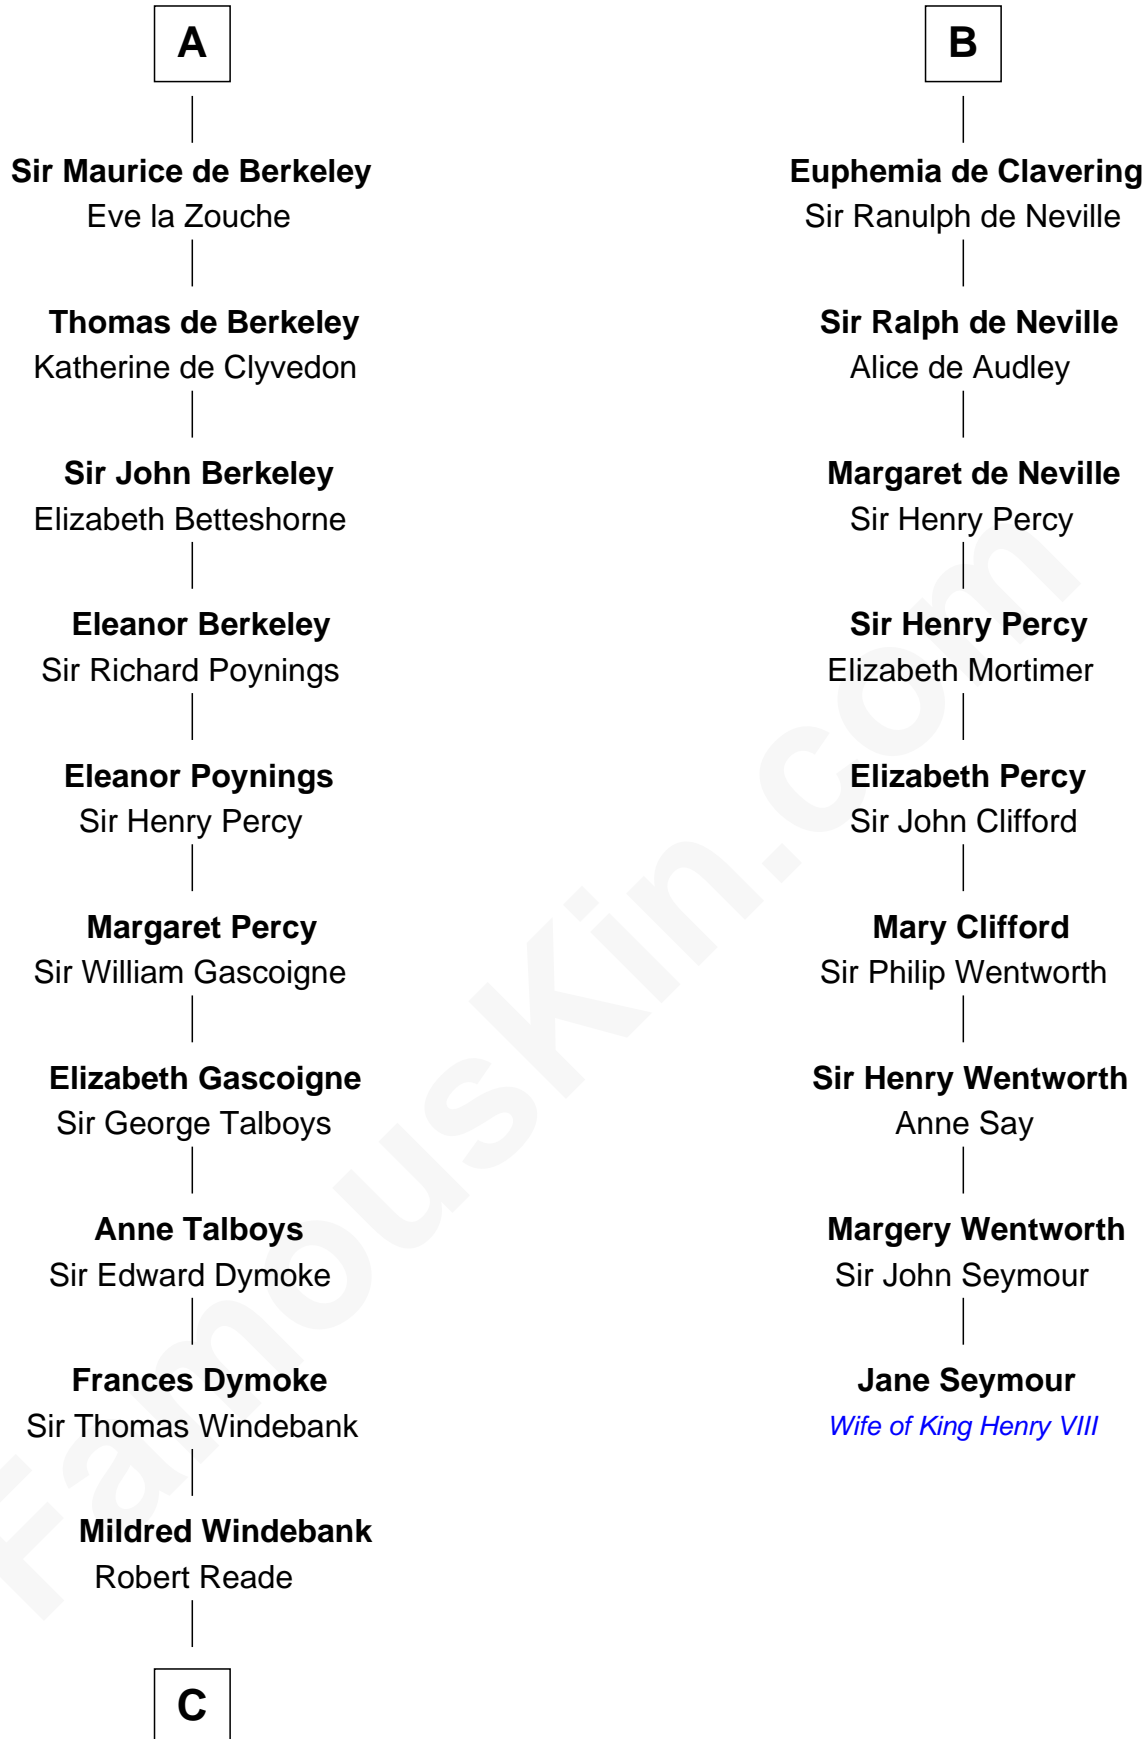 A
Sir Maurice de Berkeley
Eve la Zouche
Thomas de Berkeley
Katherine de Clyvedon
Sir John Berkeley
Elizabeth Betteshorne
Eleanor Berkeley
Sir Richard Poynings
Eleanor Poynings
Sir Henry Percy
Margaret Percy
Sir William Gascoigne
Elizabeth Gascoigne
Sir George Talboys
Anne Talboys
Sir Edward Dymoke
Frances Dymoke
Sir Thomas Windebank
Mildred Windebank
Robert Reade
C
B
Euphemia de Clavering
Sir Ranulph de Neville
Sir Ralph de Neville
Alice de Audley
Margaret de Neville
Sir Henry Percy
Sir Henry Percy
Elizabeth Mortimer
Elizabeth Percy
Sir John Clifford
Mary Clifford
Sir Philip Wentworth
Sir Henry Wentworth
Anne Say
Margery Wentworth
Sir John Seymour
Jane Seymour
Wife of King Henry VIII
FamousKin.com